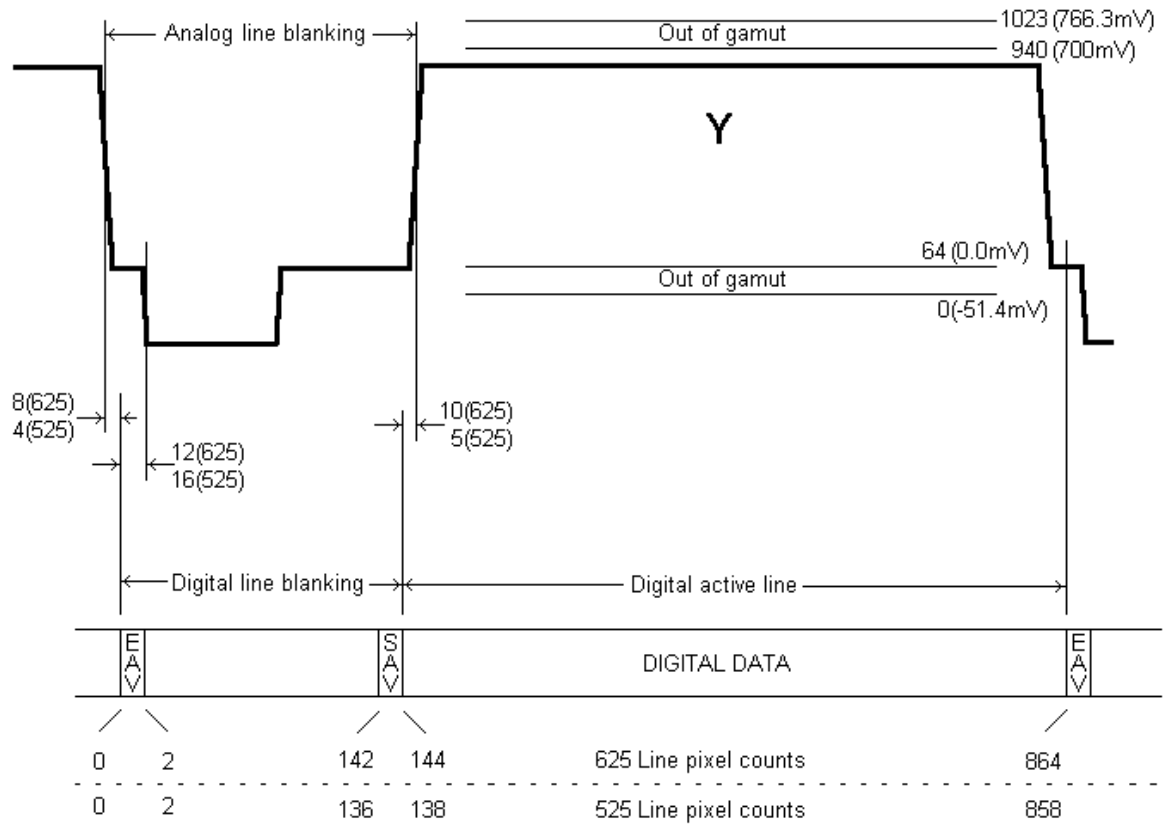 Analog line blanking
1023 (766.3mV)
Out of gamut
940 (700mV)
Y
64 (0.0mV)
Out of gamut
0(-51.4mV)
8(625)
4(525)
10(625)
5(525)
12(625)
16(525)
Digital line blanking
Digital active line
EAV
SAV
DIGITAL DATA
EAV
0 2 142 144 625 Line pixel counts 864
0 2 136 138 525 Line pixel counts 858